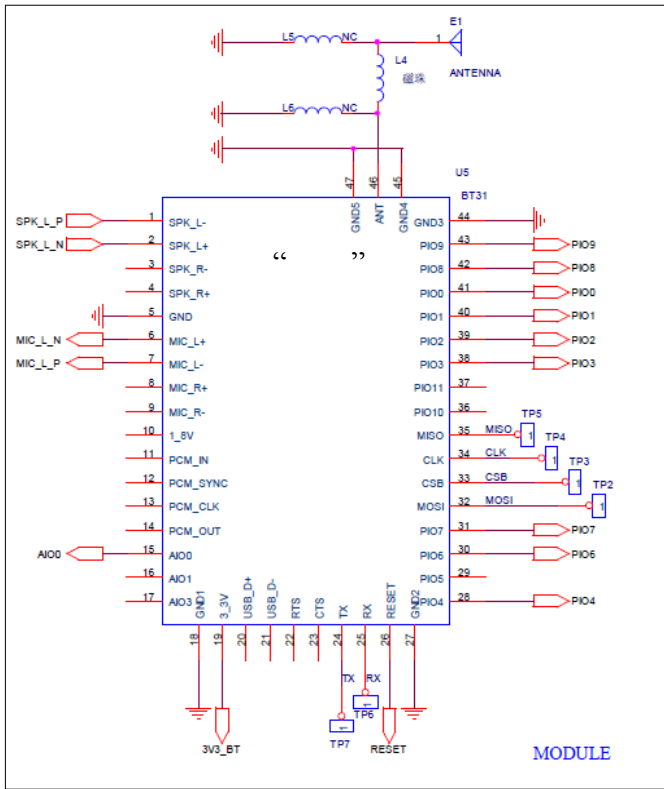 E1
L5 NC 1
L4
磁珠 ANTENNA
L6 NC
47 46 45 U5
BT31
GND5 ANT GND4
SPK_L_P 1 SPK_L- GND3 44
SPK_L_N 2 SPK_L+ “ ” PIO9 43 PIO9
3 SPK_R- PIO8 42 PIO8
4 SPK_R+ PIO0 41 PIO0
5 GND PIO1 40 PIO1
MIC_L_N 6 MIC_L+ PIO2 39 PIO2
MIC_L_P 7 MIC_L- PIO3 38 PIO3
8 MIC_R+ PIO11 37
9 MIC_R- PIO10 36
10 1_8V MISO 35 MISO 1 TP5
11 PCM_IN CLK 34 CLK 1 TP4
12 PCM_SYNC CSB 33 CSB 1 TP3
13 PCM_CLK MOSI 32 MOSI 1 TP2
14 PCM_OUT PIO7 31 PIO7
AIO0 15 AIO0 PIO6 30 PIO6
16 AIO1 PIO5 29
17 AIO3 PIO4 28 PIO4
GND1 3_3V USB_D+ USB_D- RTS CTS TX RX RESET GND2
18 19 20 21 22 23 24 25 26 27
TX RX
1 TP6
1 TP7
3V3_BT RESET
MODULE